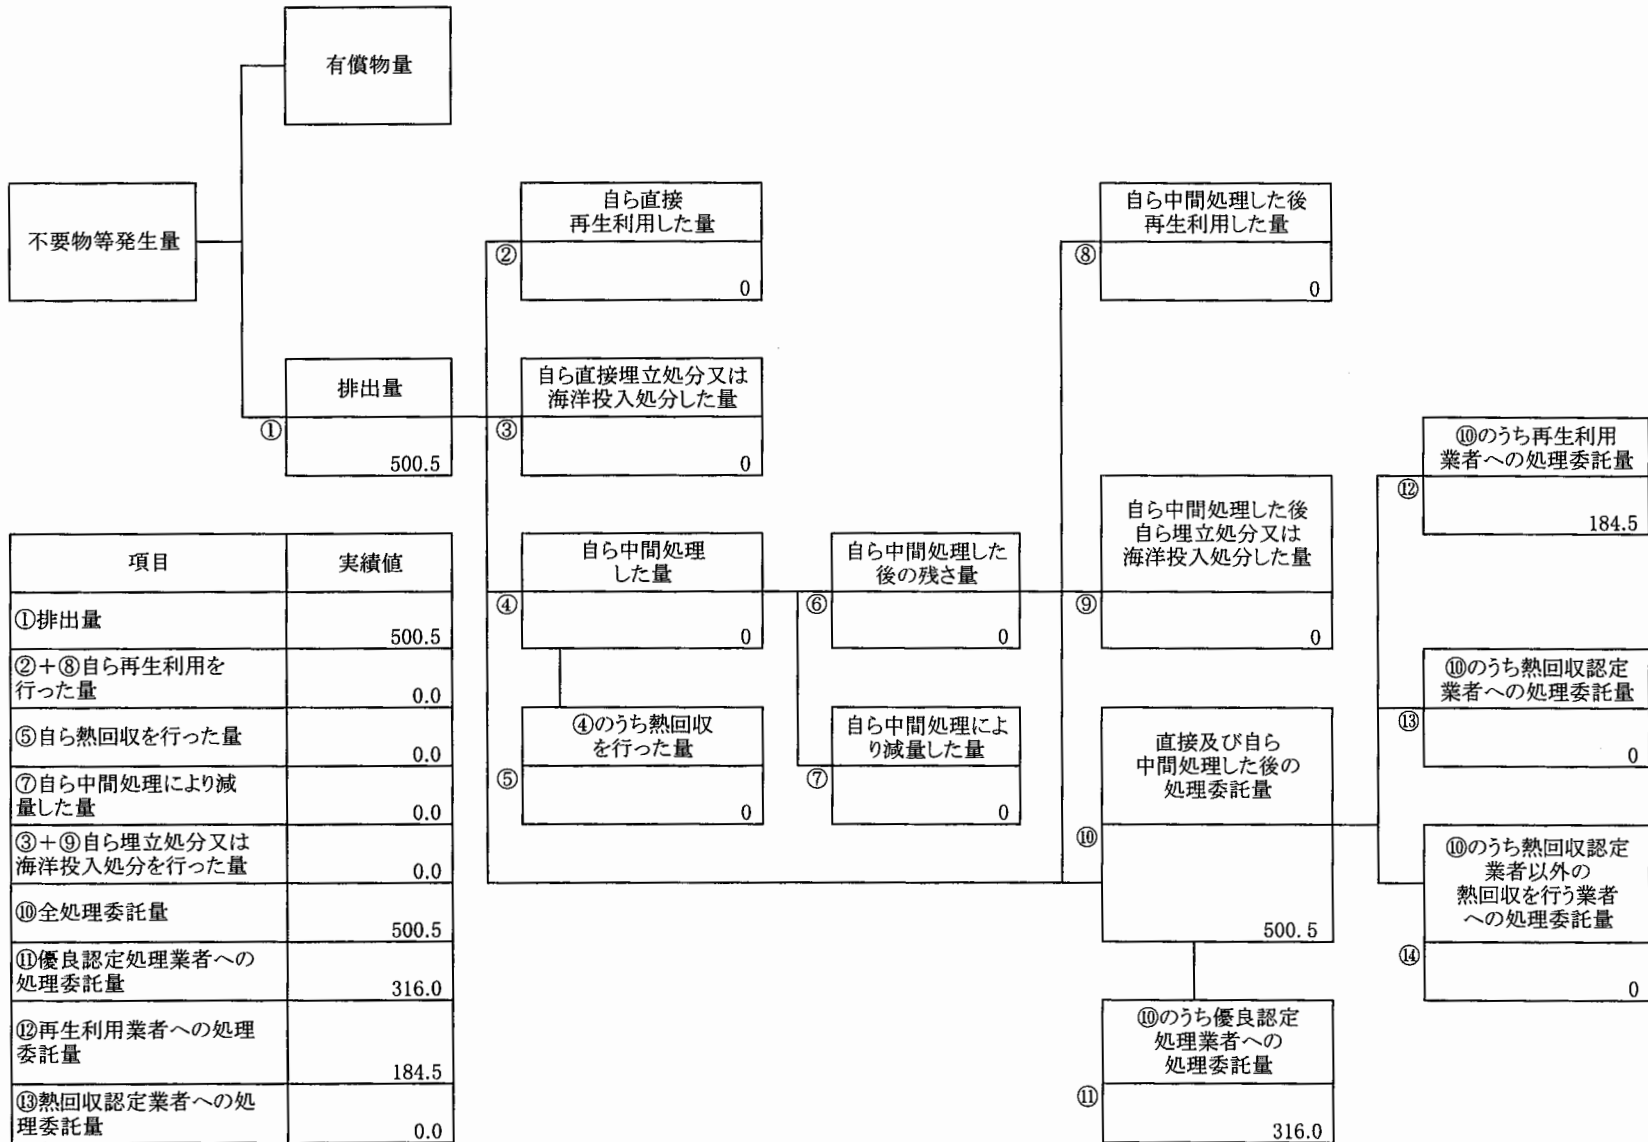 有償物量
不要物等発生量
排出量
①
500.5
自ら直接
再生利用した量
②
0
自ら直接埋立処分又は
海洋投入処分した量
③
0
自ら中間処理
した量
④
0
④のうち熱回収
を行った量
⑤
0
自ら中間処理した
後の残さ量
⑥
0
自ら中間処理によ
り減量した量
⑦
0
自ら中間処理した後
再生利用した量
⑧
0
自ら中間処理した後
自ら埋立処分又は
海洋投入処分した量
⑨
0
直接及び自ら
中間処理した後の
処理委託量
⑩
500.5
⑩のうち優良認定
処理業者への
処理委託量
⑪
316.0
⑩のうち再生利用
業者への処理委託量
⑫
184.5
⑩のうち熱回収認定
業者への処理委託量
⑬
0
⑩のうち熱回収認定
業者以外の
熱回収を行う業者
への処理委託量
⑭
0
項目 実績値
①排出量
500.5
②+⑧自ら再生利用を
行った量
0.0
⑤自ら熱回収を行った量
0.0
⑦自ら中間処理により減
量した量
0.0
③+⑨自ら埋立処分又は
海洋投入処分を行った量
0.0
⑩全処理委託量
500.5
⑪優良認定処理業者への
処理委託量
316.0
⑫再生利用業者への処理
委託量
184.5
⑬熱回収認定業者への処
理委託量
0.0